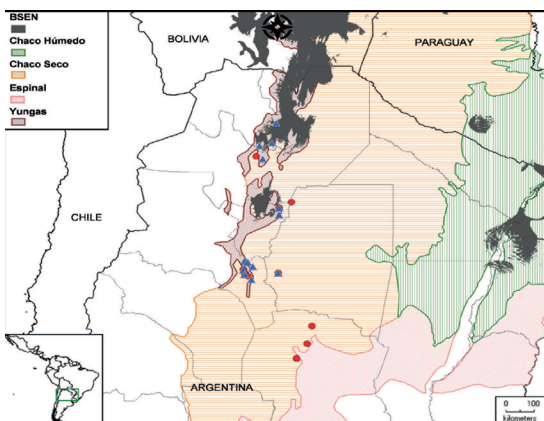 BSEN
Chaco Húmedo
Chaco Seco
Espinal
Yungas
BOLIVIA
PARAGUAY
CHILE
ARGENTINA
0 100
kilometers